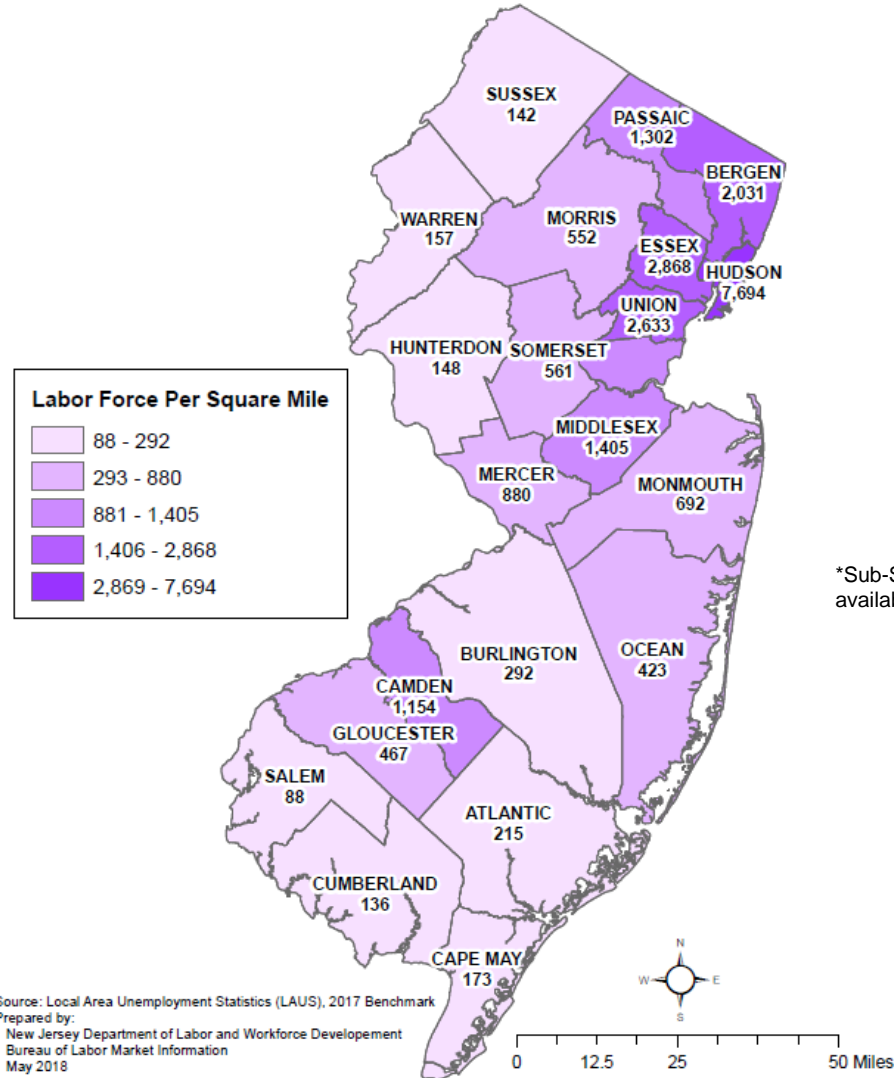 SUSSEX
142
PASSAIC
1,302
BERGEN
2,031
WARREN
157
MORRIS
552
ESSEX
2,868
HUDSON
7,694
UNION
2,633
HUNTERDON
148
SOMERSET
561
MIDDLESEX
1,405
MERCER
880
MONMOUTH
692
Labor Force Per Square Mile
88 - 292
293 - 880
881 - 1,405
1,406 - 2,868
2,869 - 7,694
*Sub-S
availal
BURLINGTON
292
OCEAN
423
CAMDEN
1,154
GLOUCESTER
467
SALEM
88
ATLANTIC
215
CUMBERLAND
136
CAPE MAY
173
N
W E
S
Source: Local Area Unemployment Statistics (LAUS), 2017 Benchmark
Prepared by:
New Jersey Department of Labor and Workforce Developement
Bureau of Labor Market Information
May 2018
0 12.5 25 50 Miles